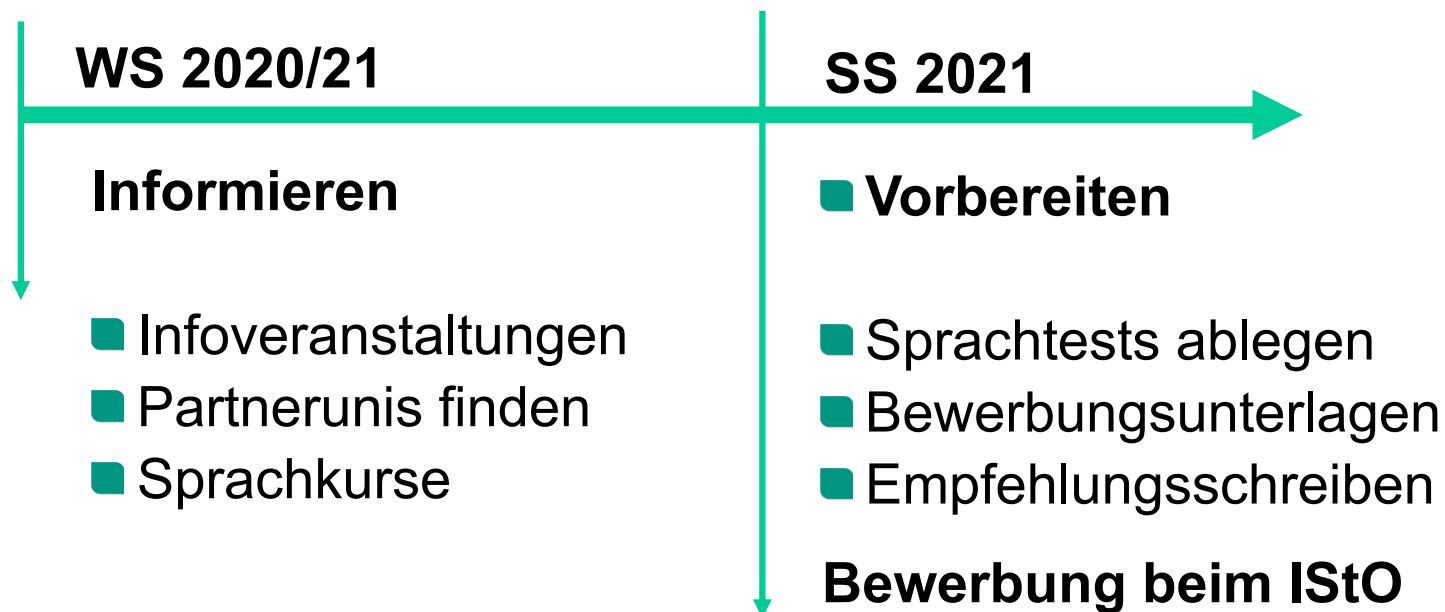 WS 2020/21
Informieren
Infoveranstaltungen
Partnerunis finden
Sprachkurse
SS 2021
Vorbereiten
Sprachtests ablegen
Bewerbungsunterlagen
Empfehlungsschreiben
Bewerbung beim IStO